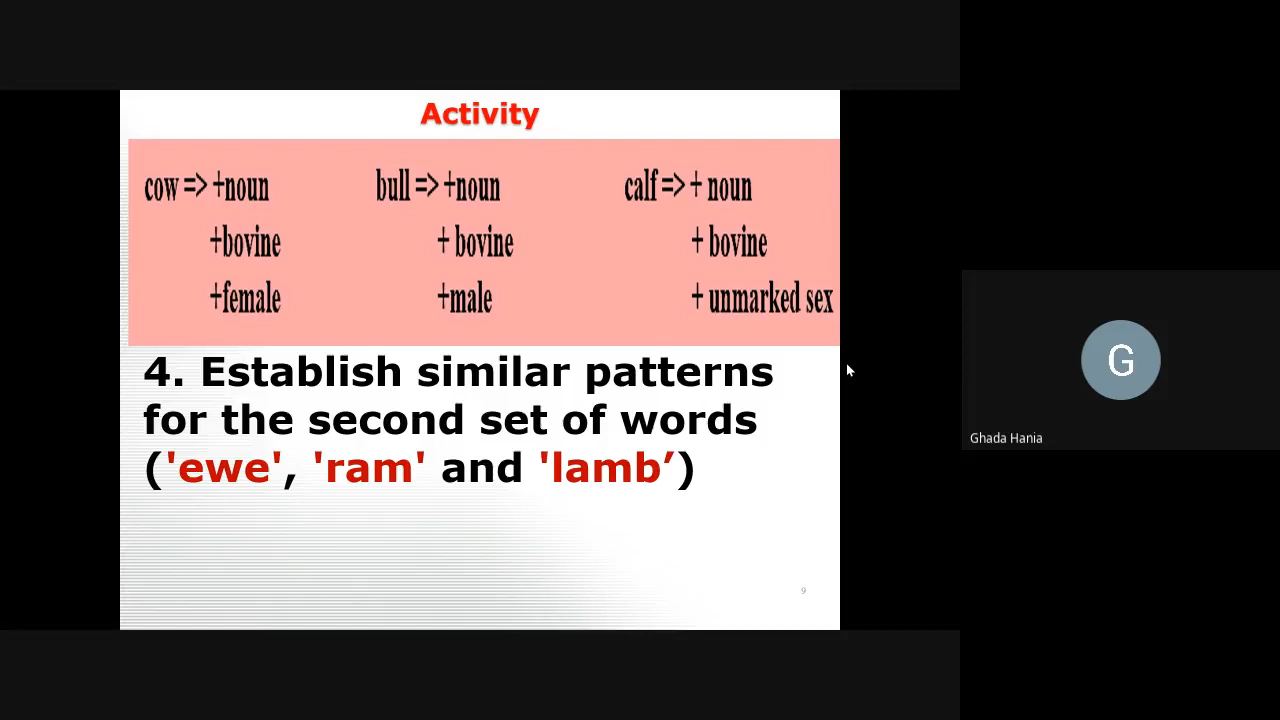 Activity
cow => +noun bull => +noun calf => + noun
+bovine + bovine + bovine
+female +male + unmarked sex
4. Establish similar patterns
for the second set of words
('ewe', 'ram' and 'lamb’)
9
G
Ghada Hania